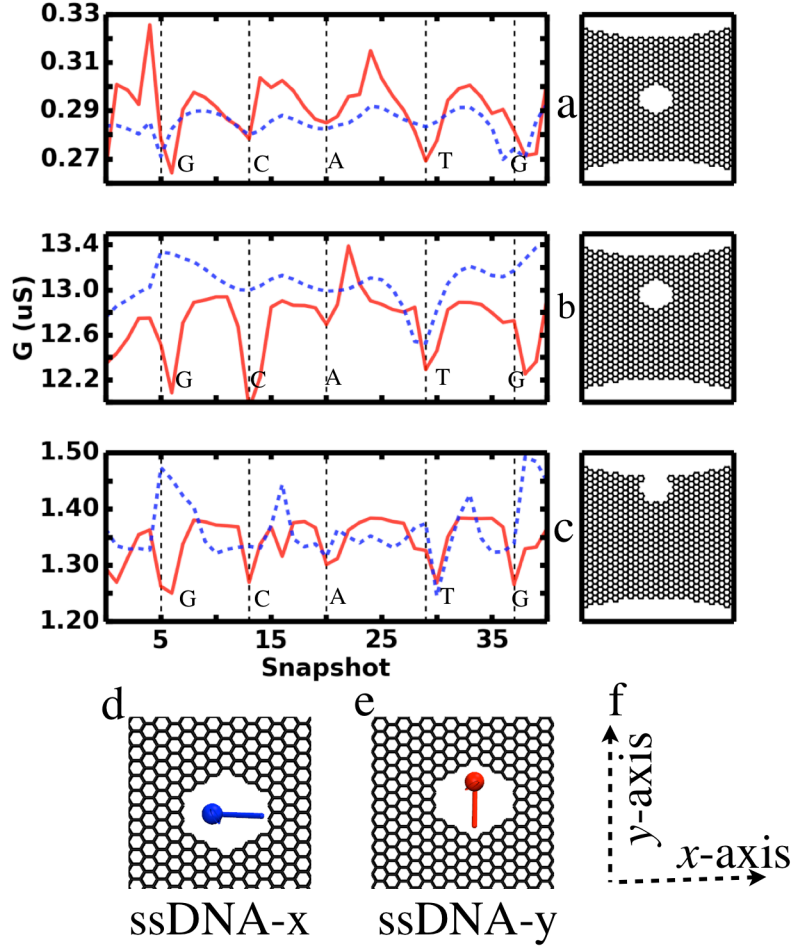 0.33
0.31
0.29
0.27
G C A T G
a
G (uS)
13.4
13.0
12.6
12.2
G C A T G
b
1.50
1.40
1.30
1.20
G C A T G
c
5 15 25 35
Snapshot
d e f
y-axis
x-axis
ssDNA-x ssDNA-y